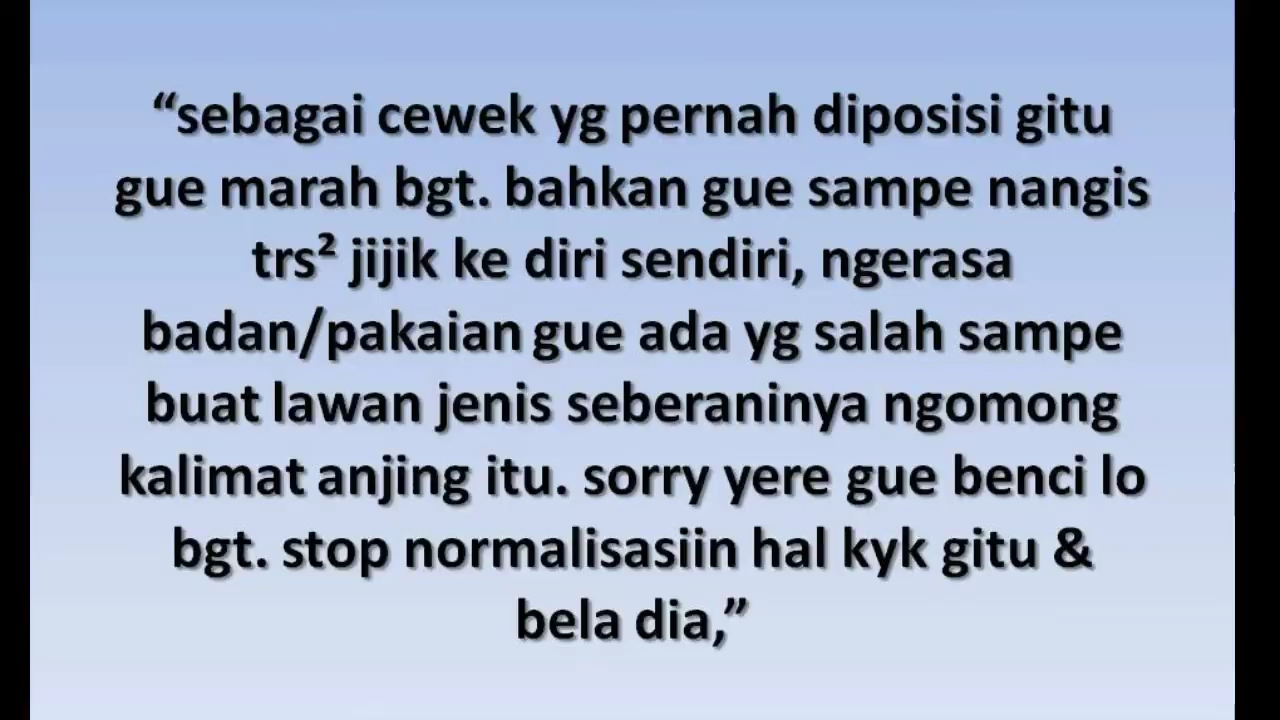 “sebagai cewek yg pernah diposisi gitu
gue marah bgt. bahkan gue sampe nangis
trs² jijik ke diri sendiri, ngerasa
badan/pakaian gue ada yg salah sampe
buat lawan jenis seberaninya ngomong
kalimat anjing itu. sorry yere gue benci lo
bgt. stop normalisasiin hal kyk gitu &
bela dia,”